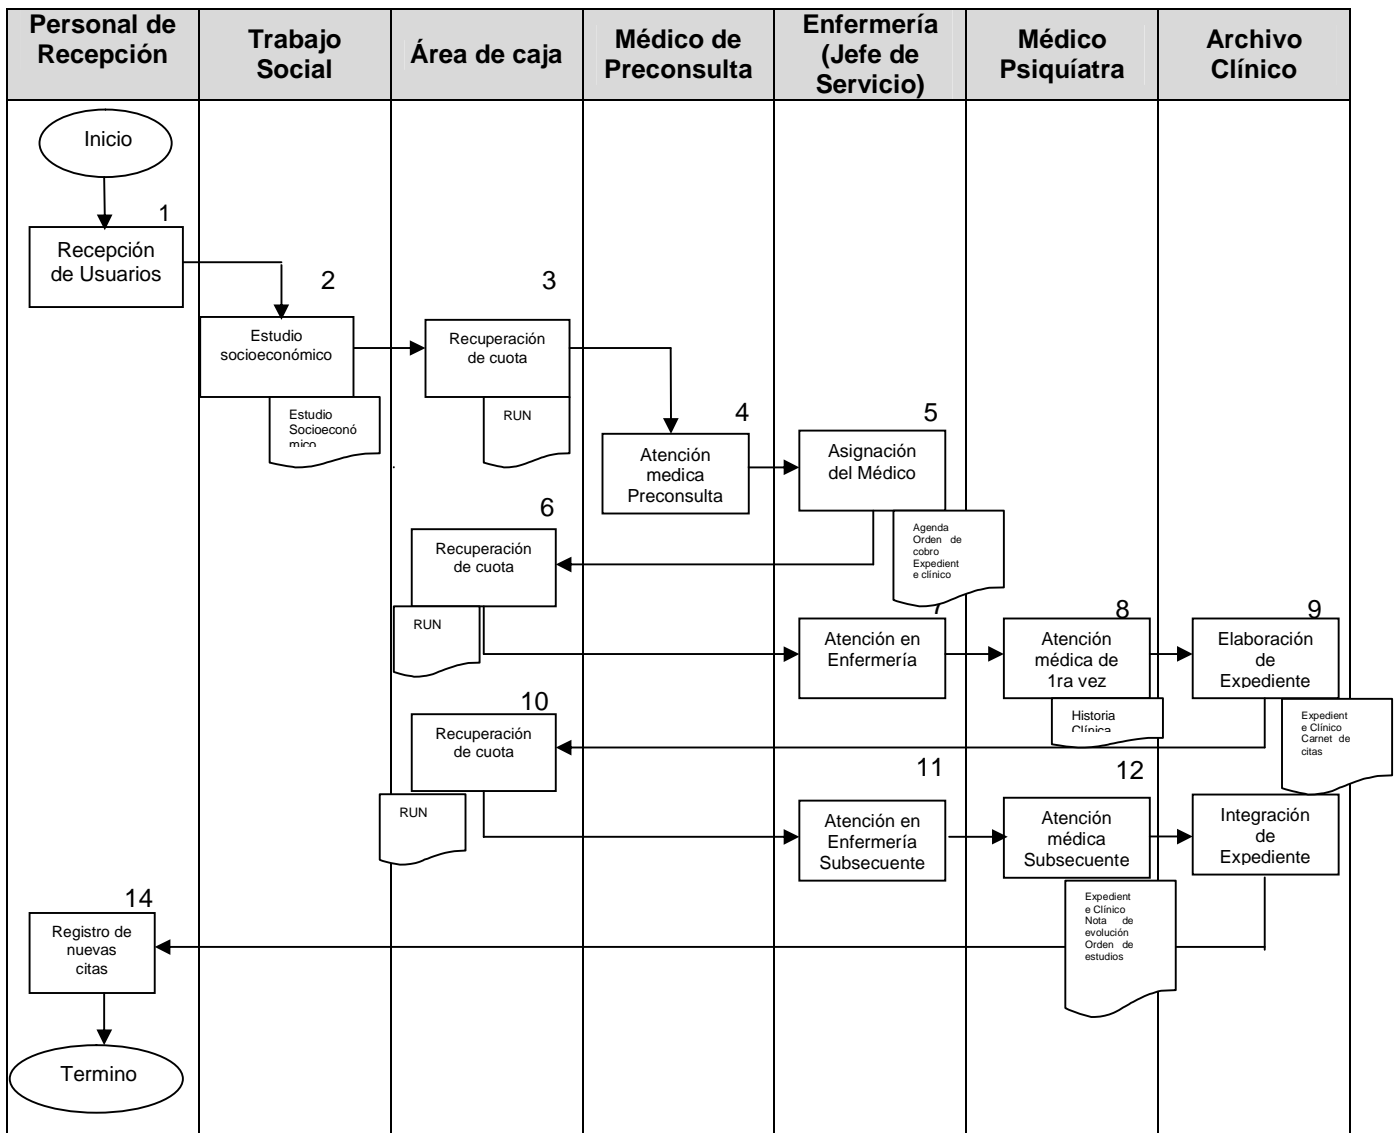 Personal de
Recepción
Trabajo
Social
Área de caja
Médico de
Preconsulta
Enfermería
(Jefe de
Servicio)
Médico
Psiquíatra
Archivo
Clínico
Inicio
1
Recepción
de Usuarios
2
Estudio
socioeconómico
Estudio
Socioeconó
mico
3
Recuperación
de cuota
RUN
4
Atención
medica
Preconsulta
5
Asignación
del Médico
Agenda
Orden de
cobro
Expedient
e clínico
6
Recuperación
de cuota
RUN
7
Atención en
Enfermería
8
Atención
médica de
1ra vez
Historia
Clínica
9
Elaboración
de
Expediente
Expedient
e Clínico
Carnet de
citas
10
Recuperación
de cuota
RUN
11
Atención en
Enfermería
Subsecuente
12
Atención
médica
Subsecuente
Expedient
e Clínico
Nota de
evolución
Orden de
estudios
Integración
de
Expediente
14
Registro de
nuevas
citas
Termino